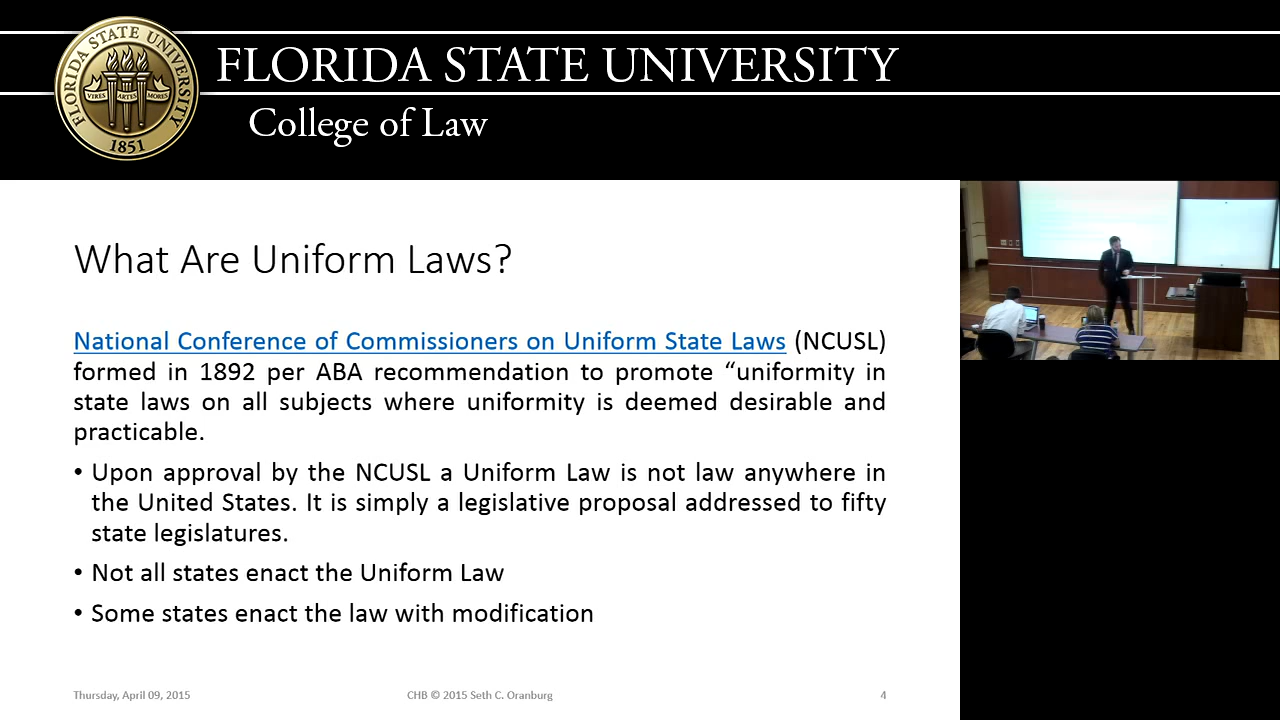 FLORIDA STATE UNIVERSITY
College of Law
FLORIDA STATE UNIVERSITY
VIRES ARTES MORES
1851
What Are Uniform Laws?
National Conference of Commissioners on Uniform State Laws (NCUSL)
formed in 1892 per ABA recommendation to promote “uniformity in
state laws on all subjects where uniformity is deemed desirable and
practicable.
• Upon approval by the NCUSL a Uniform Law is not law anywhere in
the United States. It is simply a legislative proposal addressed to fifty
state legislatures.
• Not all states enact the Uniform Law
• Some states enact the law with modification
Thursday, April 09, 2015
CHB © 2015 Seth C. Oranburg
4